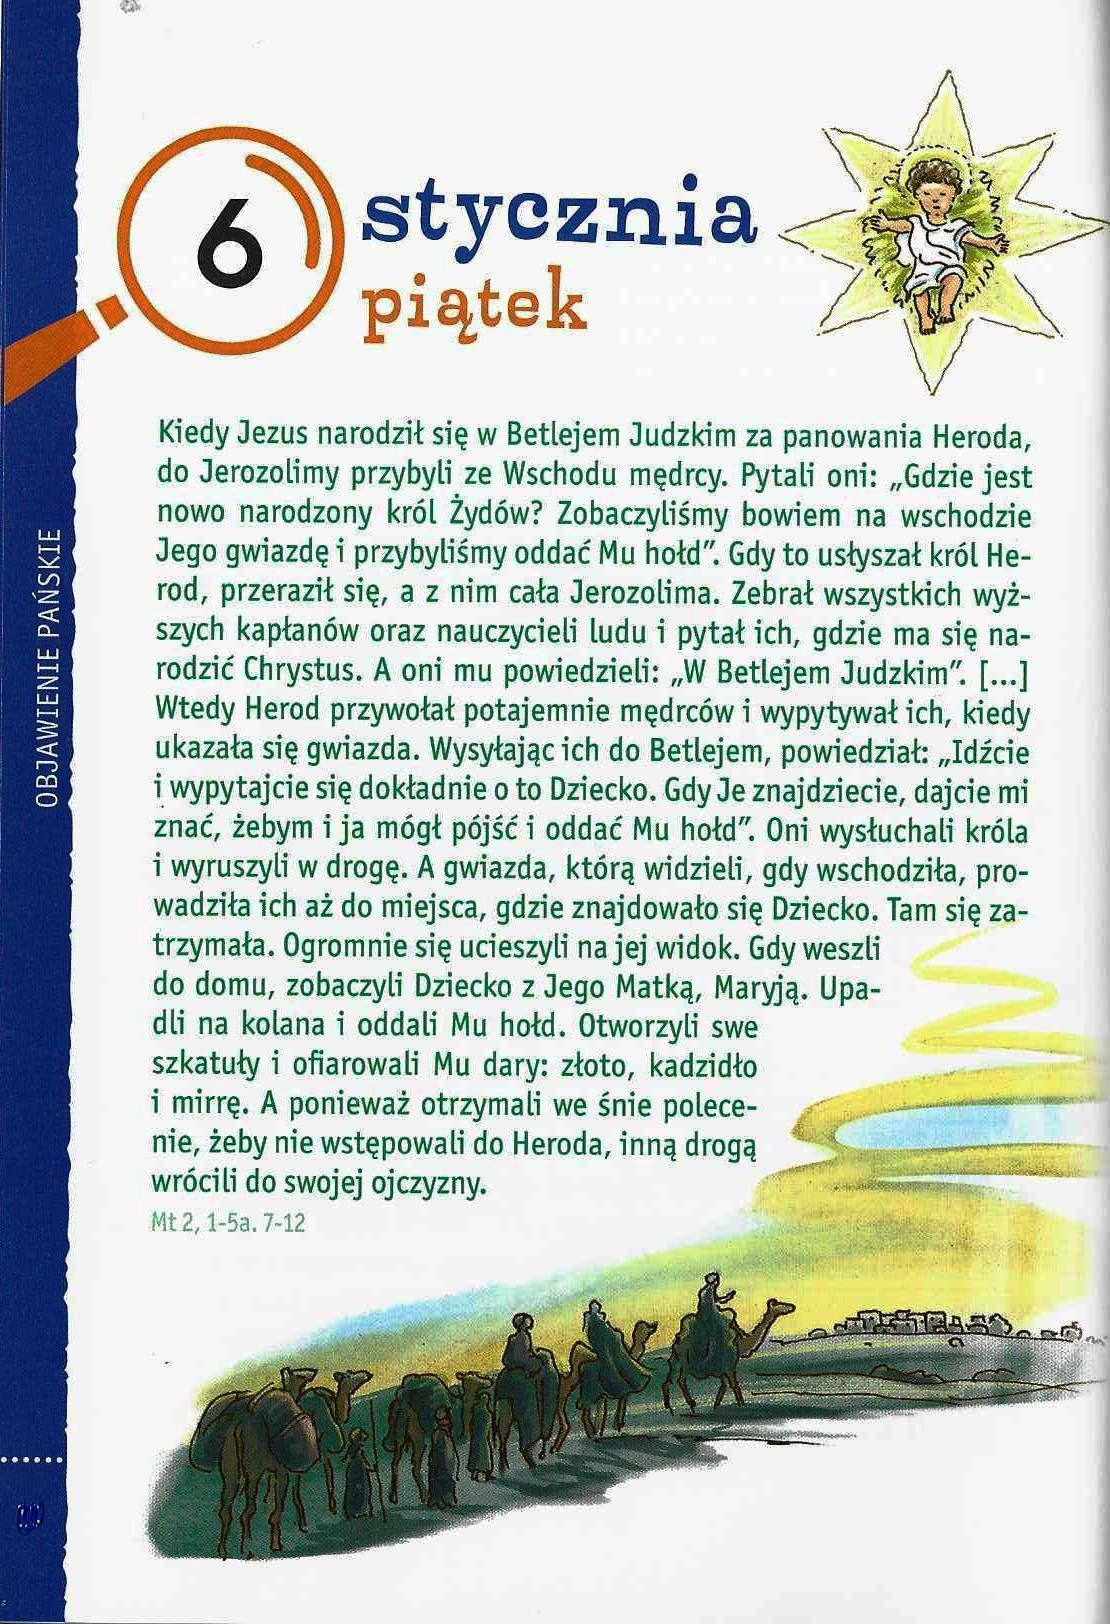 6
stycznia
piątek
OBJAWIENIE PAŃSKIE
Kiedy Jezus narodził się w Betlejem Judzkim za panowania Heroda,
do Jerozolimy przybyli ze Wschodu mędrcy. Pytali oni: „Gdzie jest
nowo narodzony król Żydów? Zobaczyliśmy bowiem na wschodzie
Jego gwiazdę i przybyliśmy oddać Mu hołd”. Gdy to usłyszał król He-
rod, przeraził się, a z nim cała Jerozolima. Zebrał wszystkich wyż-
szych kapłanów oraz nauczycieli ludu i pytał ich, gdzie ma się na-
rodzić Chrystus. A oni mu powiedzieli: „W Betlejem Judzkim”. [...]
Wtedy Herod przywołał potajemnie mędrców i wypytywał ich, kiedy
ukazała się gwiazda. Wysyłając ich do Betlejem, powiedział: „Idźcie
i wypytajcie się dokładnie o to Dziecko. Gdy Je znajdziecie, dajcie mi
znać, żebym i ja mógł pójść i oddać Mu hołd”. Oni wysłuchali króla
i wyruszyli w drogę. A gwiazda, którą widzieli, gdy wschodziła, pro-
wadziła ich aż do miejsca, gdzie znajdowało się Dziecko. Tam się za-
trzymała. Ogromnie się ucieszyli na jej widok. Gdy weszli
do domu, zobaczyli Dziecko z Jego Matką, Maryją. Upa-
dli na kolana i oddali Mu hołd. Otworzyli swe
szkatuły i ofiarowali Mu dary: złoto, kadzidło
i mirrę. A ponieważ otrzymali we śnie polece-
nie, żeby nie wstępowali do Heroda, inną drogą
wrócili do swojej ojczyzny.
Mt 2, 1-5a. 7-12